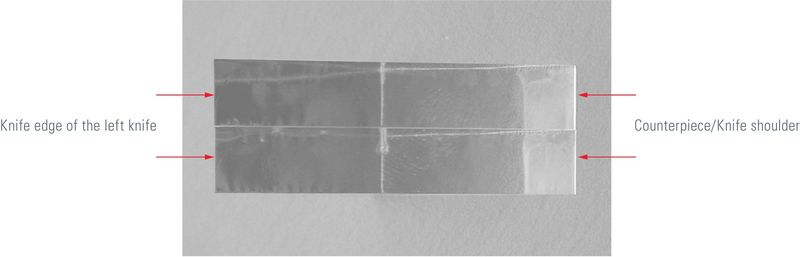 Knife edge of the left knife
Counterpiece/Knife shoulder